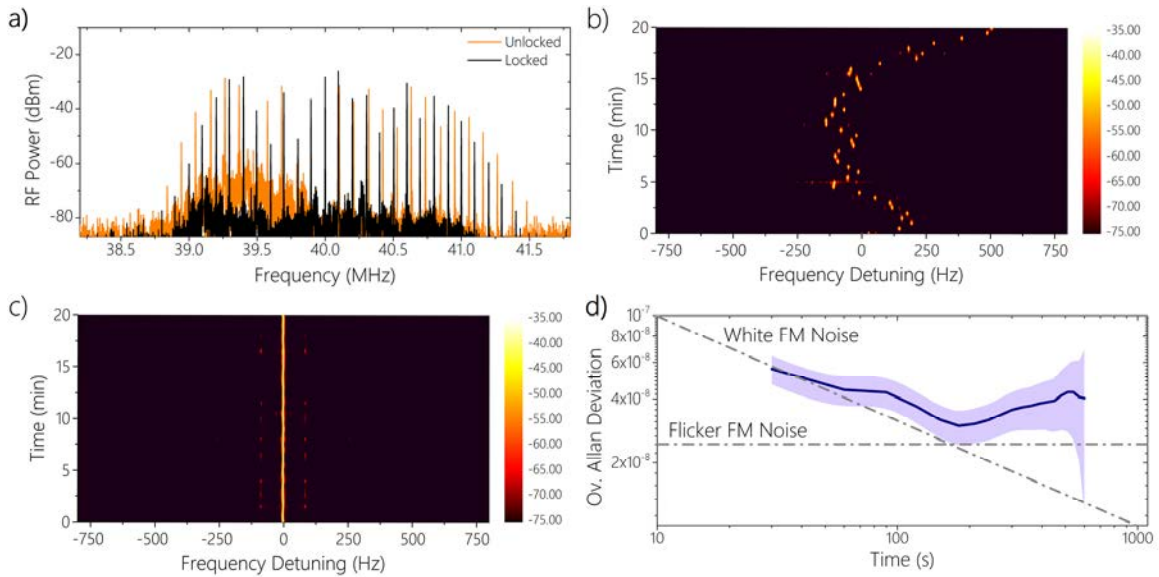 a)
-20
-40
-60
-80
RF Power (dBm)
Unlocked
Locked
38.5 39.0 39.5 40.0 40.5 41.0 41.5
Frequency (MHz)
b)
20
15
10
5
0
Time (min)
-750 -500 -250 0 250 500 750
Frequency Detuning (Hz)
-35.00
-40.00
-45.00
-50.00
-55.00
-60.00
-65.00
-70.00
-75.00
c)
20
15
10
5
0
Time (min)
-750 -500 -250 0 250 500 750
Frequency Detuning (Hz)
-35.00
-40.00
-45.00
-50.00
-55.00
-60.00
-65.00
-70.00
-75.00
d)
10⁻⁷
6x10⁻⁸
4x10⁻⁸
2x10⁻⁸
Ov. Allan Deviation
White FM Noise
Flicker FM Noise
10 100 1000
Time (s)